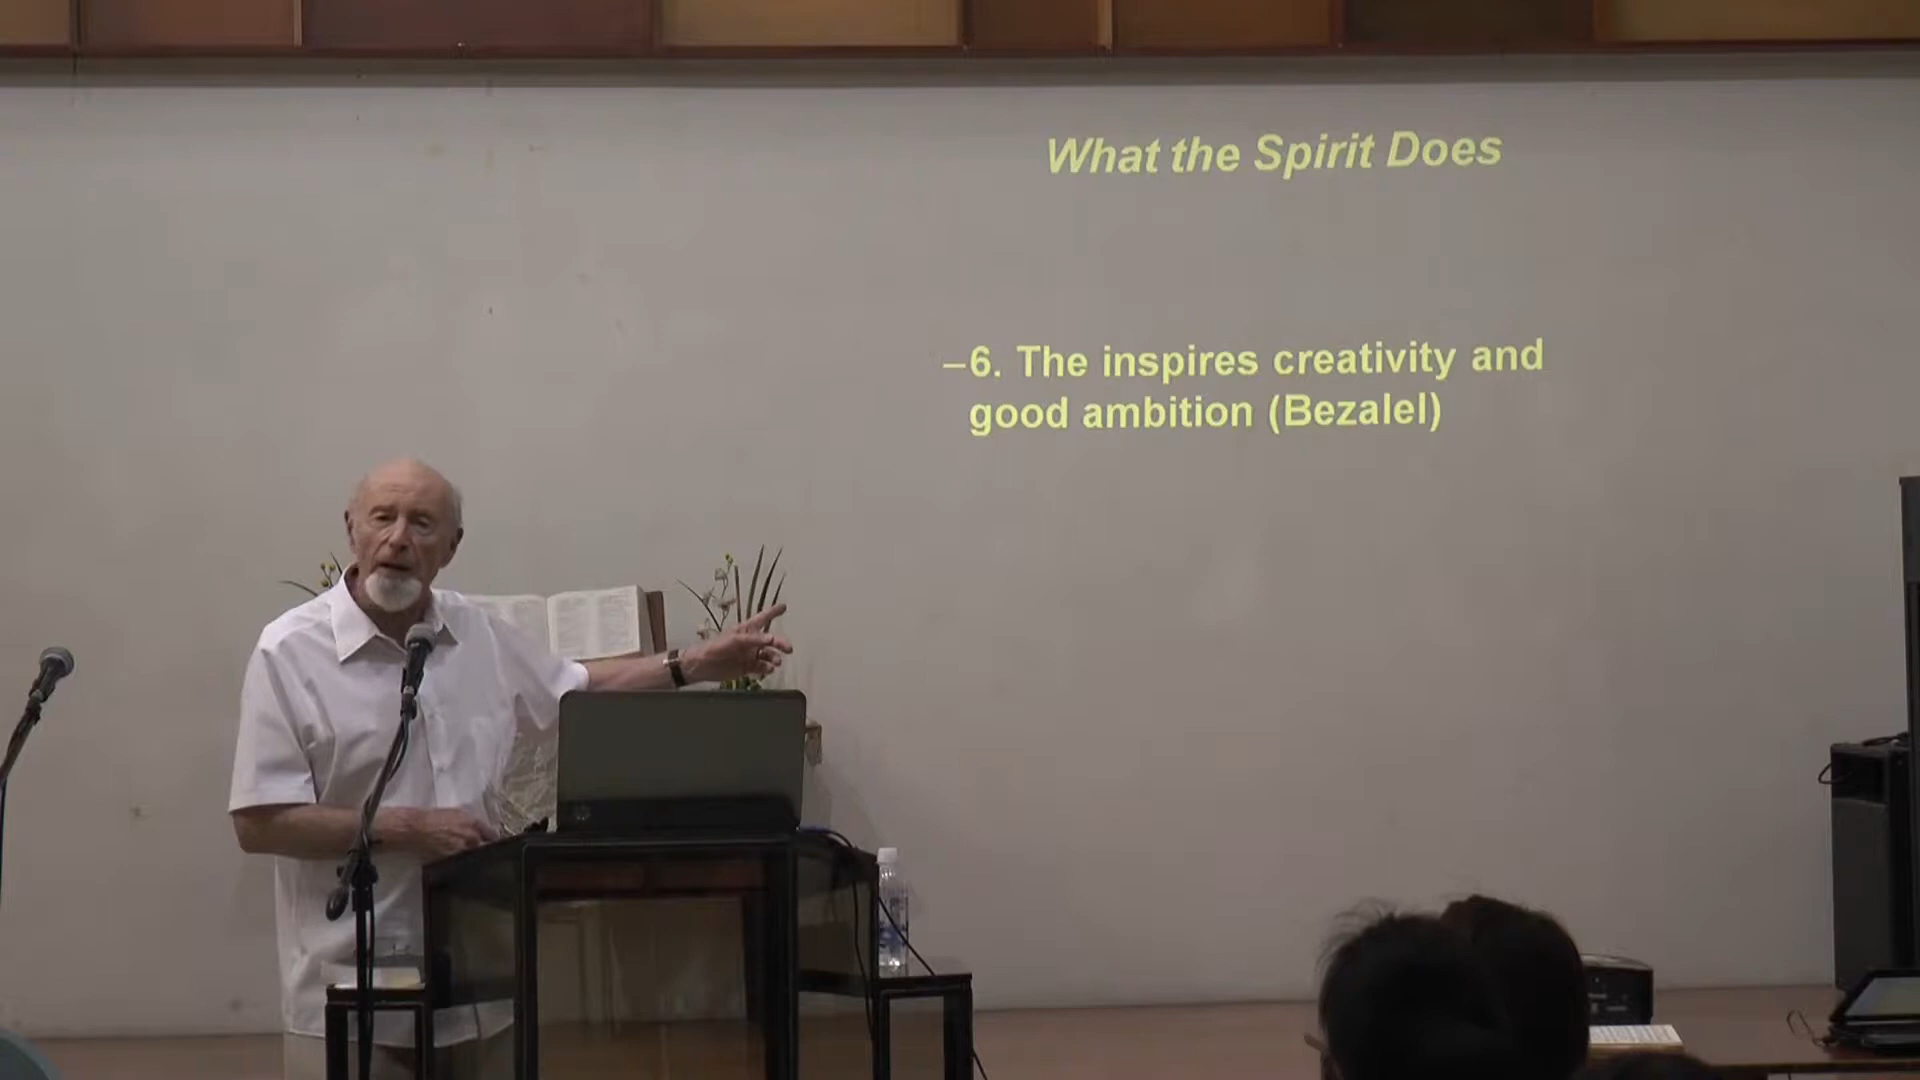 What the Spirit Does
–6. The inspires creativity and
good ambition (Bezalel)